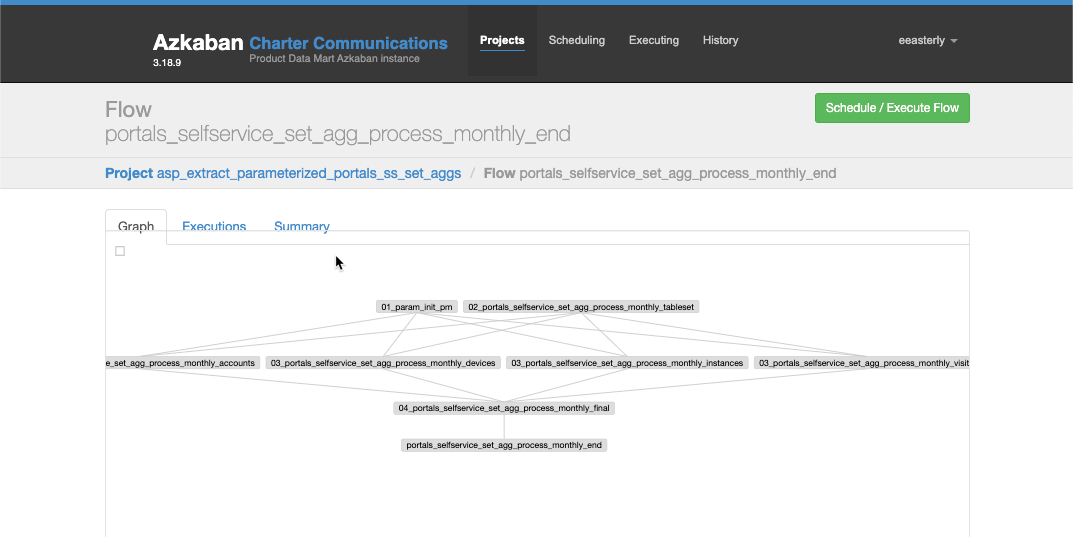 Azkaban Charter Communications Projects Scheduling Executing History eeasterly
3.18.9 Product Data Mart Azkaban instance
Flow
portals_selfservice_set_agg_process_monthly_end
Schedule / Execute Flow
Project asp_extract_parameterized_portals_ss_set_aggs / Flow portals_selfservice_set_agg_process_monthly_end
Graph Executions Summary
01_param_init_pm 02_portals_selfservice_set_agg_process_monthly_tableset
e_set_agg_process_monthly_accounts 03_portals_selfservice_set_agg_process_monthly_devices 03_portals_selfservice_set_agg_process_monthly_instances 03_portals_selfservice_set_agg_process_monthly_visit
04_portals_selfservice_set_agg_process_monthly_final
portals_selfservice_set_agg_process_monthly_end